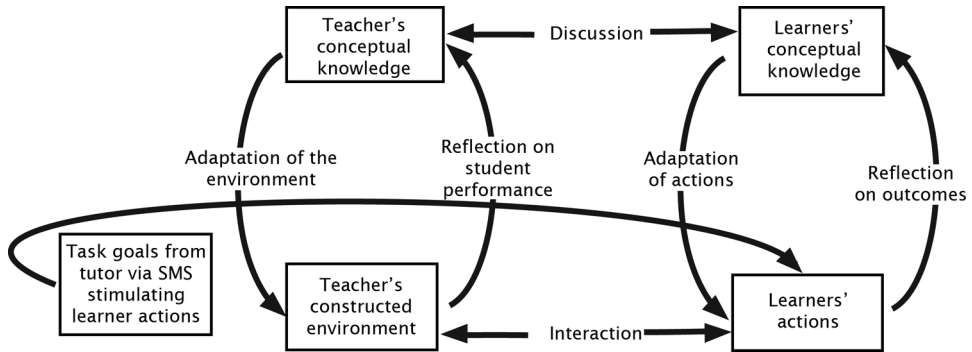 Teacher's
conceptual
knowledge
Discussion
Learners'
conceptual
knowledge
Adaptation of the
environment
Reflection on
student
performance
Adaptation
of actions
Reflection
on outcomes
Task goals from
tutor via SMS
stimulating
learner actions
Teacher's
constructed
environment
Interaction
Learners'
actions